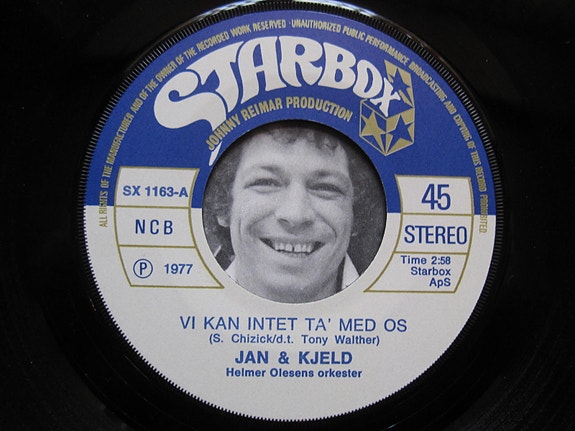 ALL RIGHTS OF THE MANUFACTURER AND OF THE OWNER OF THE RECORDED WORK RESERVED · UNAUTHORIZED PUBLIC PERFORMANCE BROADCASTING AND COPYING OF THIS RECORD PROHIBITED
STARBOX
JOHNNY REIMAR PRODUCTION
SX 1163-A
NCB
Ⓟ 1977
45
STEREO
Time 2:58
Starbox
ApS
VI KAN INTET TA' MED OS
(S. Chizick/d.t. Tony Walther)
JAN & KJELD
Helmer Olesens orkester